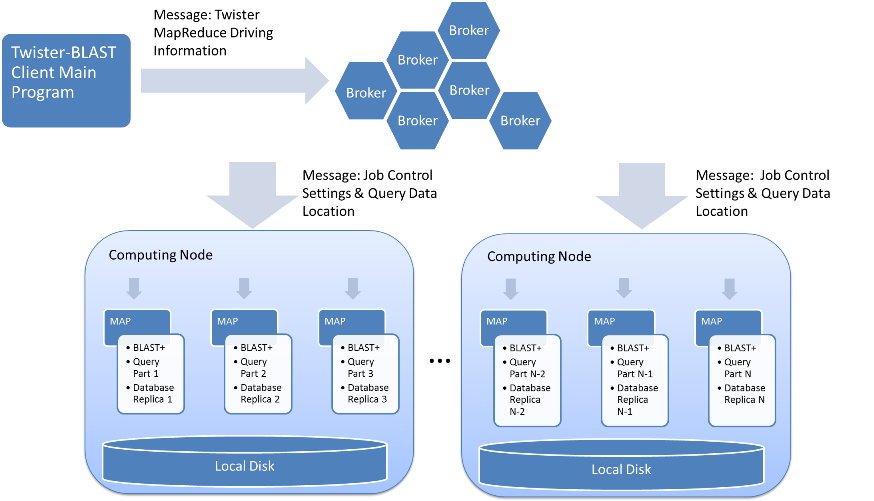 Message: Twister
MapReduce Driving
Information
Twister-BLAST
Client Main
Program
Broker
Broker
Broker
Broker
Broker
Broker
Message: Job Control
Settings & Query Data
Location
Message:  Job Control
Settings & Query Data
Location
Computing Node
MAP
• BLAST+
• Query
Part 1
• Database
Replica 1
MAP
• BLAST+
• Query
Part 2
• Database
Replica 2
MAP
• BLAST+
• Query
Part 3
• Database
Replica 3
Local Disk
...
Computing Node
MAP
• BLAST+
• Query
Part N-2
• Database
Replica
N-2
MAP
• BLAST+
• Query
Part N-1
• Database
Replica
N-1
MAP
• BLAST+
• Query
Part N
• Database
Replica N
Local Disk